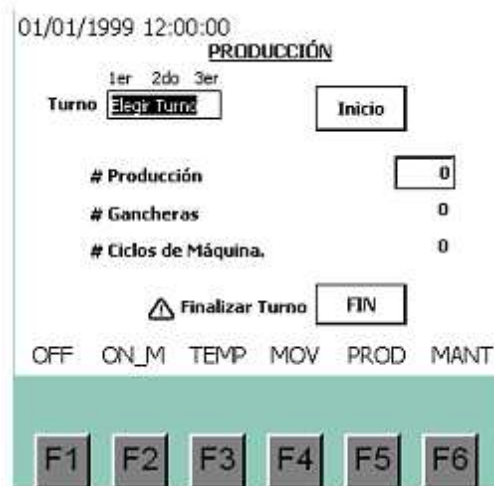 01/01/1999 12:00:00
PRODUCCIÓN
1er 2do 3er
Turno Elegir Turno Inicio
# Producción 0
# Gancheras 0
# Ciclos de Máquina. 0
Finalizar Turno FIN
OFF ON_M TEMP MOV PROD MANT
F1 F2 F3 F4 F5 F6